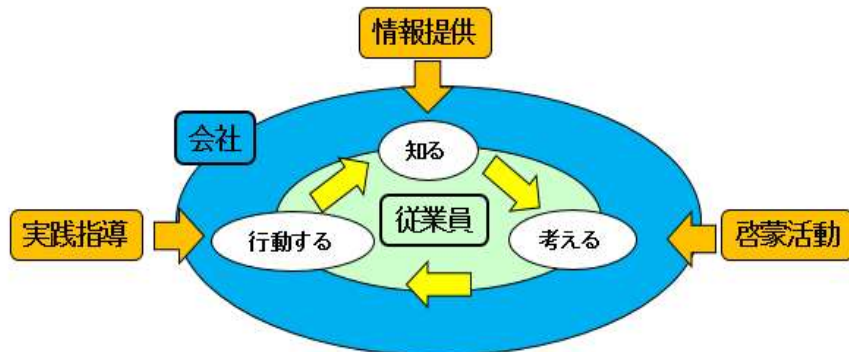 情報提供
会社
知る
従業員
実践指導
行動する
考える
啓蒙活動